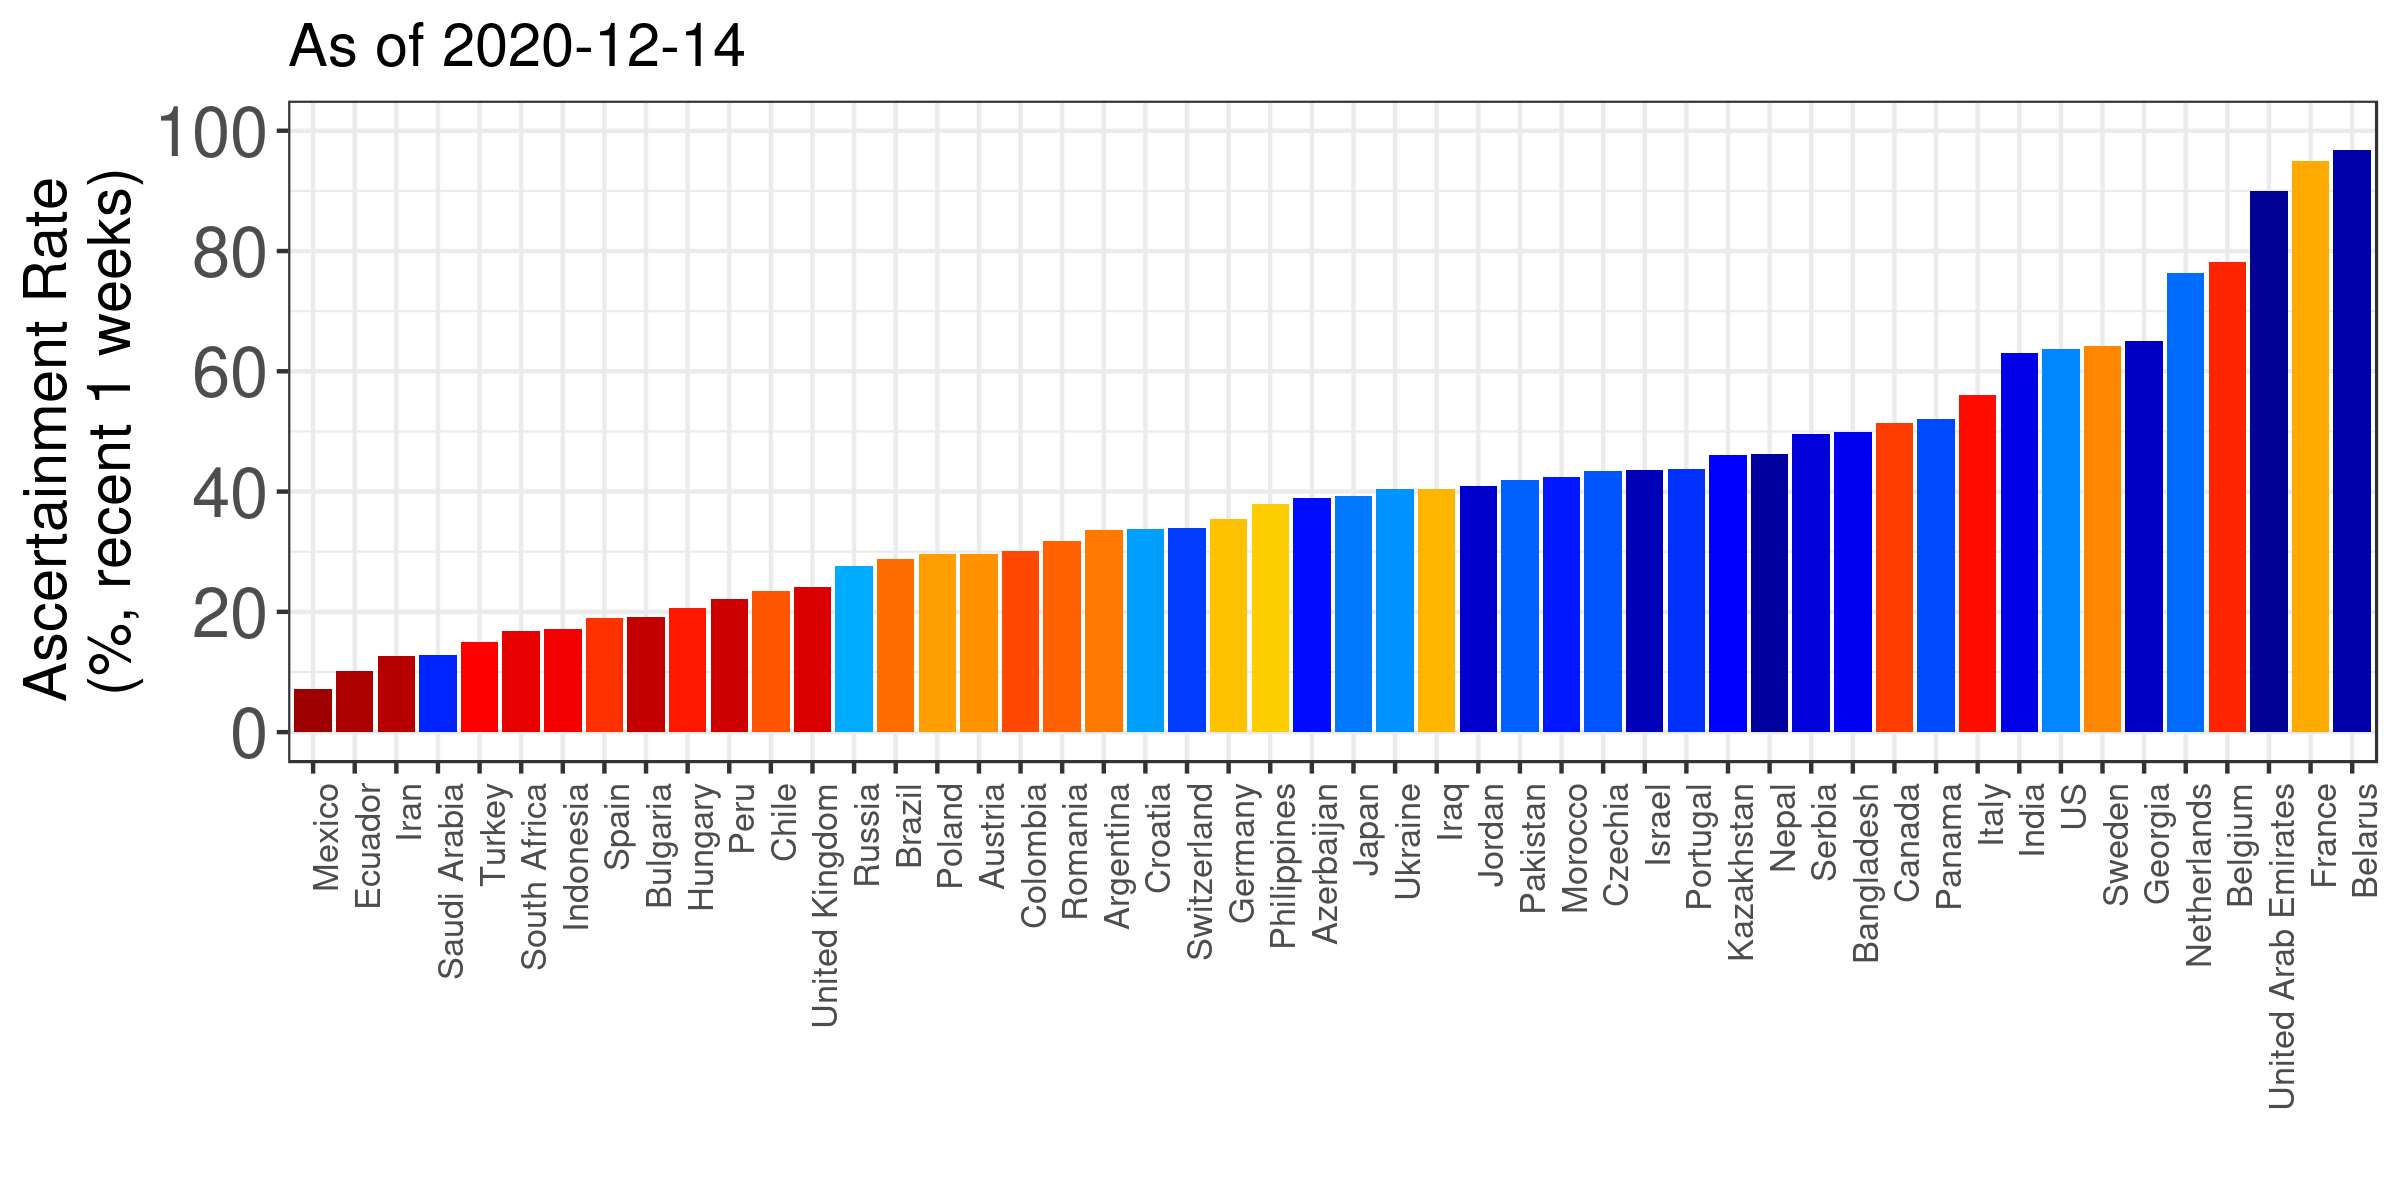 As of 2020-12-14
Ascertainment Rate
(%, recent 1 weeks)
100
80
60
40
20
0
Mexico
Ecuador
Iran
Saudi Arabia
Turkey
South Africa
Indonesia
Spain
Bulgaria
Hungary
Peru
Chile
United Kingdom
Russia
Brazil
Poland
Austria
Colombia
Romania
Argentina
Croatia
Switzerland
Germany
Philippines
Azerbaijan
Japan
Ukraine
Iraq
Jordan
Pakistan
Morocco
Czechia
Israel
Portugal
Kazakhstan
Nepal
Serbia
Bangladesh
Canada
Panama
Italy
India
US
Sweden
Georgia
Netherlands
Belgium
United Arab Emirates
France
Belarus